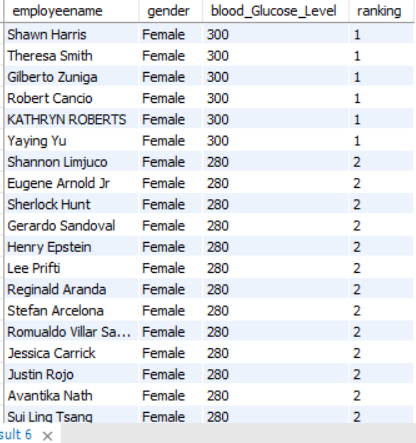 employeename gender blood_Glucose_Level ranking
Shawn Harris Female 300 1
Theresa Smith Female 300 1
Gilberto Zuniga Female 300 1
Robert Cancio Female 300 1
KATHRYN ROBERTS Female 300 1
Yaying Yu Female 300 1
Shannon Limjuco Female 280 2
Eugene Arnold Jr Female 280 2
Sherlock Hunt Female 280 2
Gerardo Sandoval Female 280 2
Henry Epstein Female 280 2
Lee Prifti Female 280 2
Reginald Aranda Female 280 2
Stefan Arcelona Female 280 2
Romualdo Villar Sa... Female 280 2
Jessica Carrick Female 280 2
Justin Rojo Female 280 2
Avantika Nath Female 280 2
Sui Ling Tsang Female 280 2
sult 6